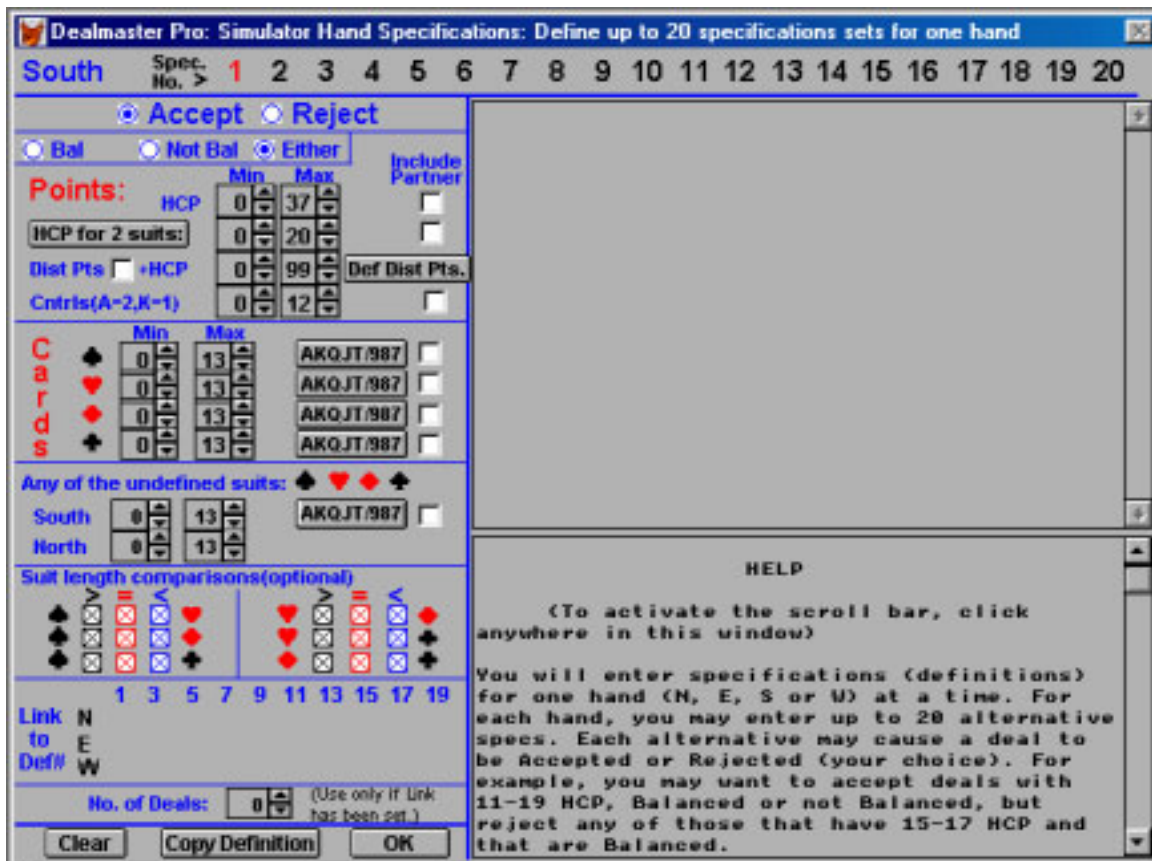 Dealmaster Pro: Simulator Hand Specifications: Define up to 20 specifications sets for one hand
South Spec. No. > 1 2 3 4 5 6 7 8 9 10 11 12 13 14 15 16 17 18 19 20
Accept Reject
Bal Not Bal Either
Include Partner
Min Max
Points:
HCP 0 37
HCP for 2 suits: 0 20
Dist Pts +HCP 0 99 Def Dist Pts.
Cntrls(A=2,K=1) 0 12
Cards
Min Max
♠ 0 13 AKQJT/987
♥ 0 13 AKQJT/987
♦ 0 13 AKQJT/987
♣ 0 13 AKQJT/987
Any of the undefined suits: ♠ ♥ ♦ ♣
South 0 13 AKQJT/987
North 0 13
Suit length comparisons(optional)
> = < > = <
1 3 5 7 9 11 13 15 17 19
Link to Def# N E W
No. of Deals: 0 (Use only if Link
has been set.)
Clear Copy Definition OK
HELP
(To activate the scroll bar, click
anywhere in this window)
You will enter specifications (definitions)
for one hand (N, E, S or W) at a time. For
each hand, you may enter up to 20 alternative
specs. Each alternative may cause a deal to
be Accepted or Rejected (your choice). For
example, you may want to accept deals with
11-19 HCP, Balanced or not Balanced, but
reject any of those that have 15-17 HCP and
that are Balanced.